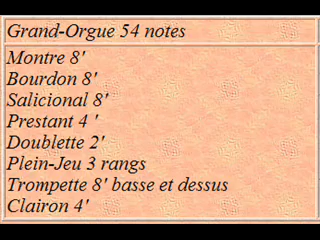 Grand-Orgue 54 notes
Montre 8'
Bourdon 8'
Salicional 8'
Prestant 4 '
Doublette 2'
Plein-Jeu 3 rangs
Trompette 8' basse et dessus
Clairon 4'